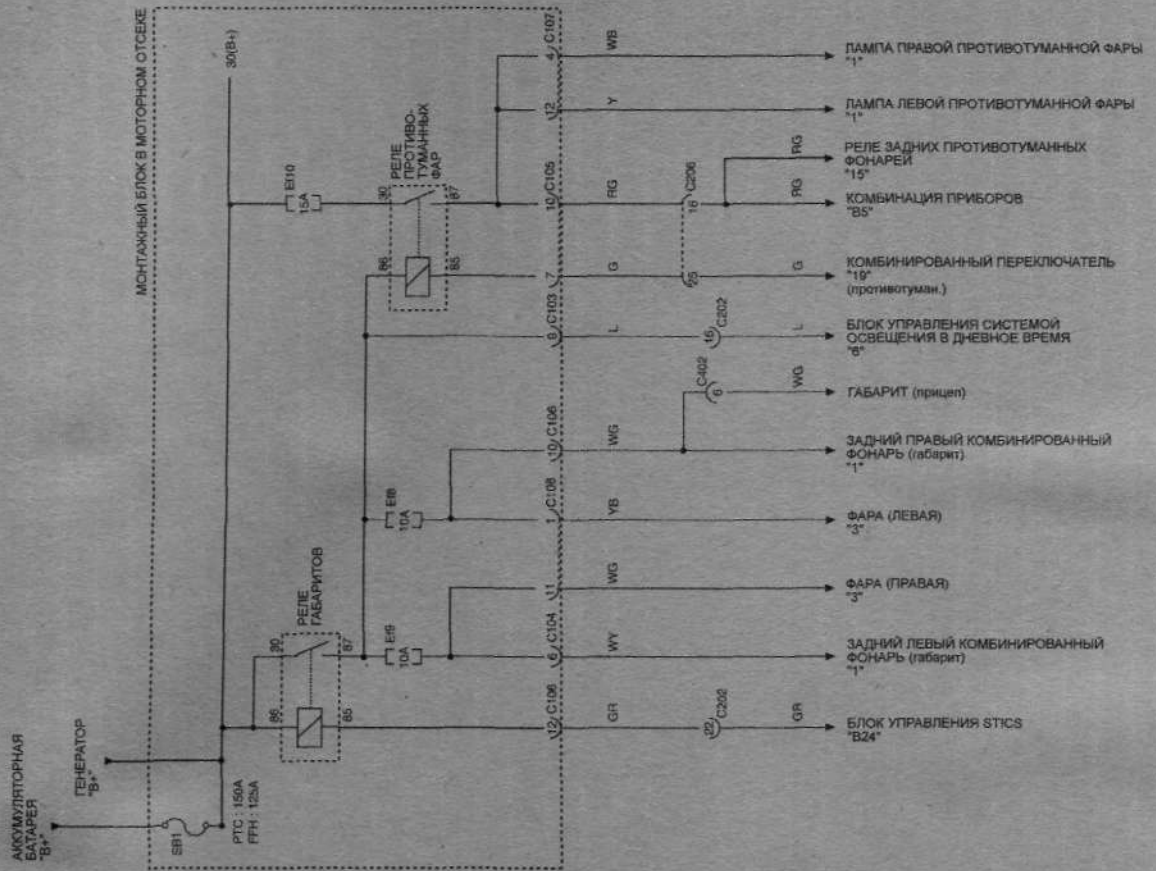 МОНТАЖНЫЙ БЛОК В МОТОРНОМ ОТСЕКЕ
30(B+)
Ef10
15A
РЕЛЕ
ПРОТИВО-
ТУМАННЫХ
ФАР
30
87
86
85
4
C107
WB
ЛАМПА ПРАВОЙ ПРОТИВОТУМАННОЙ ФАРЫ
"1"
12
Y
ЛАМПА ЛЕВОЙ ПРОТИВОТУМАННОЙ ФАРЫ
"1"
RG
РЕЛЕ ЗАДНИХ ПРОТИВОТУМАННЫХ
ФОНАРЕЙ
"15"
10
C105
RG
16
C206
RG
КОМБИНАЦИЯ ПРИБОРОВ
"B5"
7
G
25
G
КОМБИНИРОВАННЫЙ ПЕРЕКЛЮЧАТЕЛЬ
"19"
(противотуман.)
8
C103
L
16
C202
L
БЛОК УПРАВЛЕНИЯ СИСТЕМОЙ
ОСВЕЩЕНИЯ В ДНЕВНОЕ ВРЕМЯ
"6"
6
C402
WG
ГАБАРИТ (прицеп)
10
C106
WG
ЗАДНИЙ ПРАВЫЙ КОМБИНИРОВАННЫЙ
ФОНАРЬ (габарит)
"1"
Ef8
10A
1
C108
YB
ФАРА (ЛЕВАЯ)
"3"
11
WG
ФАРА (ПРАВАЯ)
"3"
РЕЛЕ
ГАБАРИТОВ
30
87
86
85
Ef9
10A
6
C104
WY
ЗАДНИЙ ЛЕВЫЙ КОМБИНИРОВАННЫЙ
ФОНАРЬ (габарит)
"1"
12
C106
GR
22
C202
GR
БЛОК УПРАВЛЕНИЯ STICS
"B24"
ГЕНЕРАТОР
"B+"
АККУМУЛЯТОРНАЯ
БАТАРЕЯ
"B+"
SB1
PTC : 150A
FFH : 125A